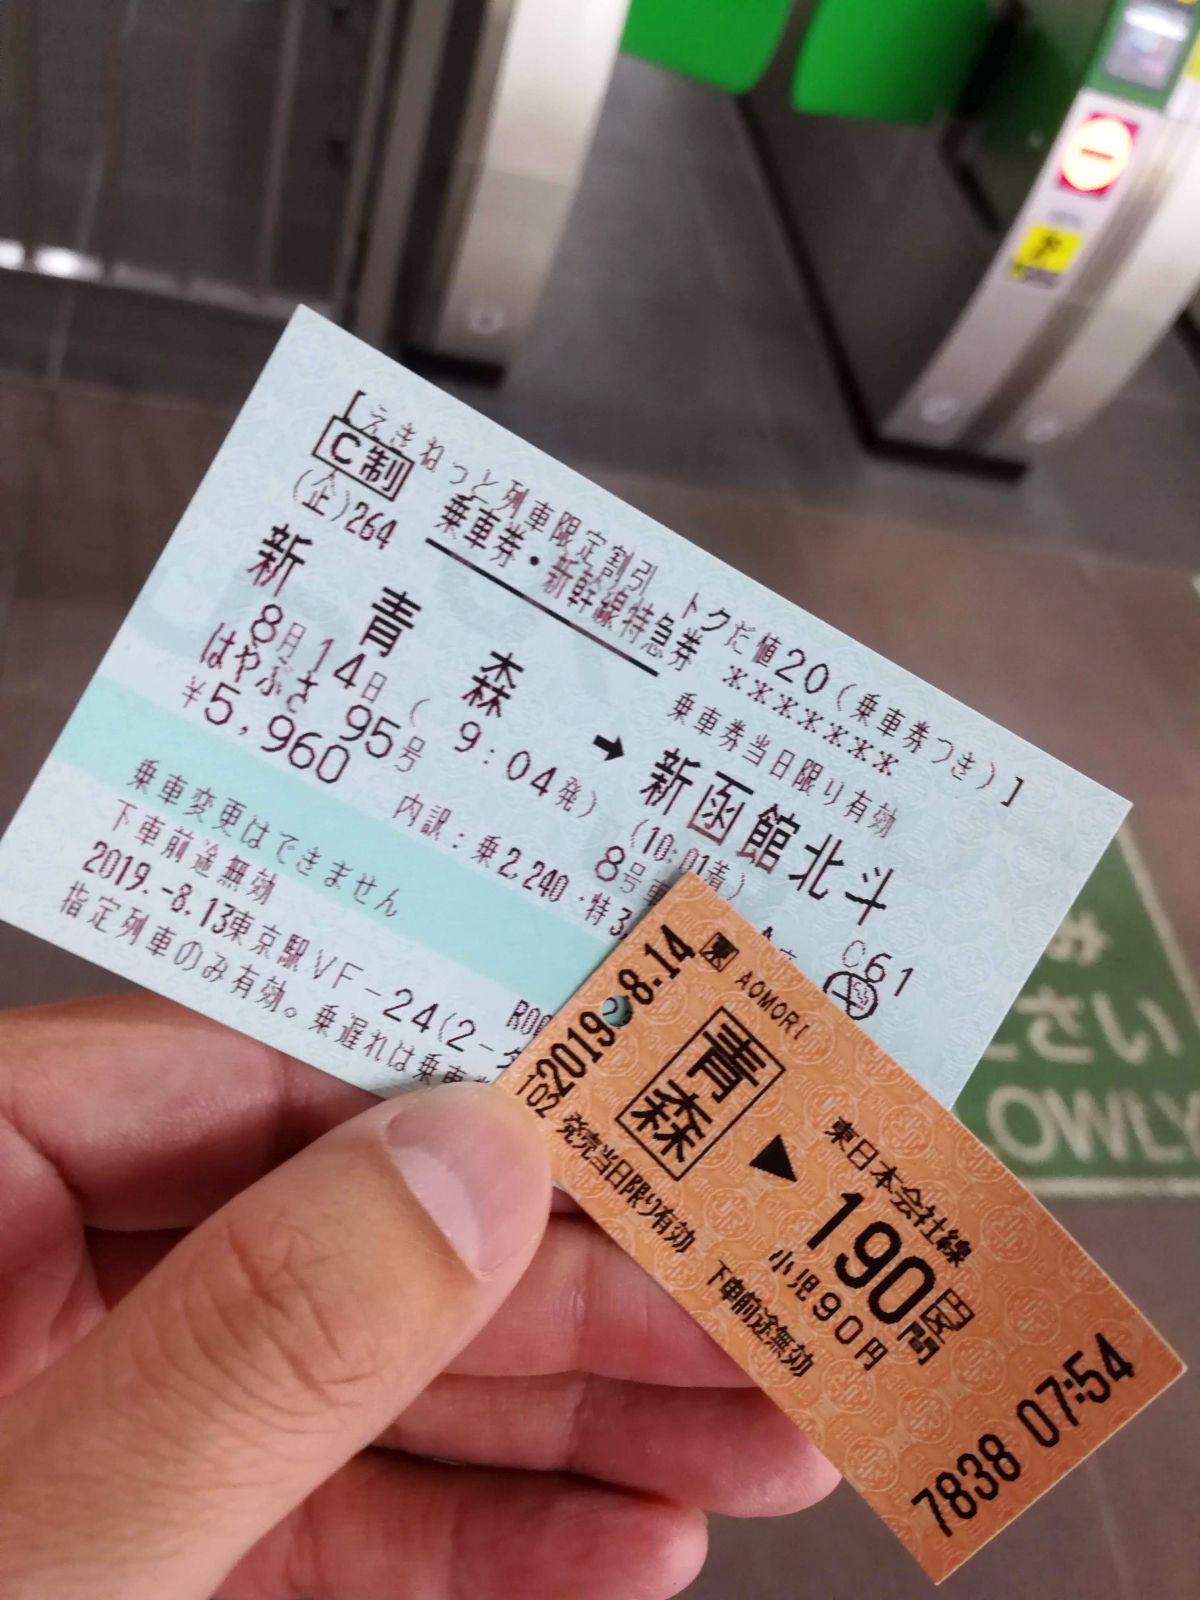 【えきねっと列車限定割引 トクだ値20(乗車券つき)】
C制
乗車券・新幹線特急券 *******
(企)264
乗車券当日限り有効
新青森 ➡ 新函館北斗
8月14日( 9:04発) (10:01着) C61
はやぶさ 95号 8号
¥5,960 内訳:乗2,240・特3,
乗車変更はできません
下車前途無効
2019.-8.13東京駅VF-24(2-
指定列車のみ有効。乗遅れは乗車
2019.-8.14 東 AOMORI
102
青森 ▶ 190円区間
東日本会社線
小児90円
発売当日限り有効 下車前途無効
7838 07:54
さい
ONLY